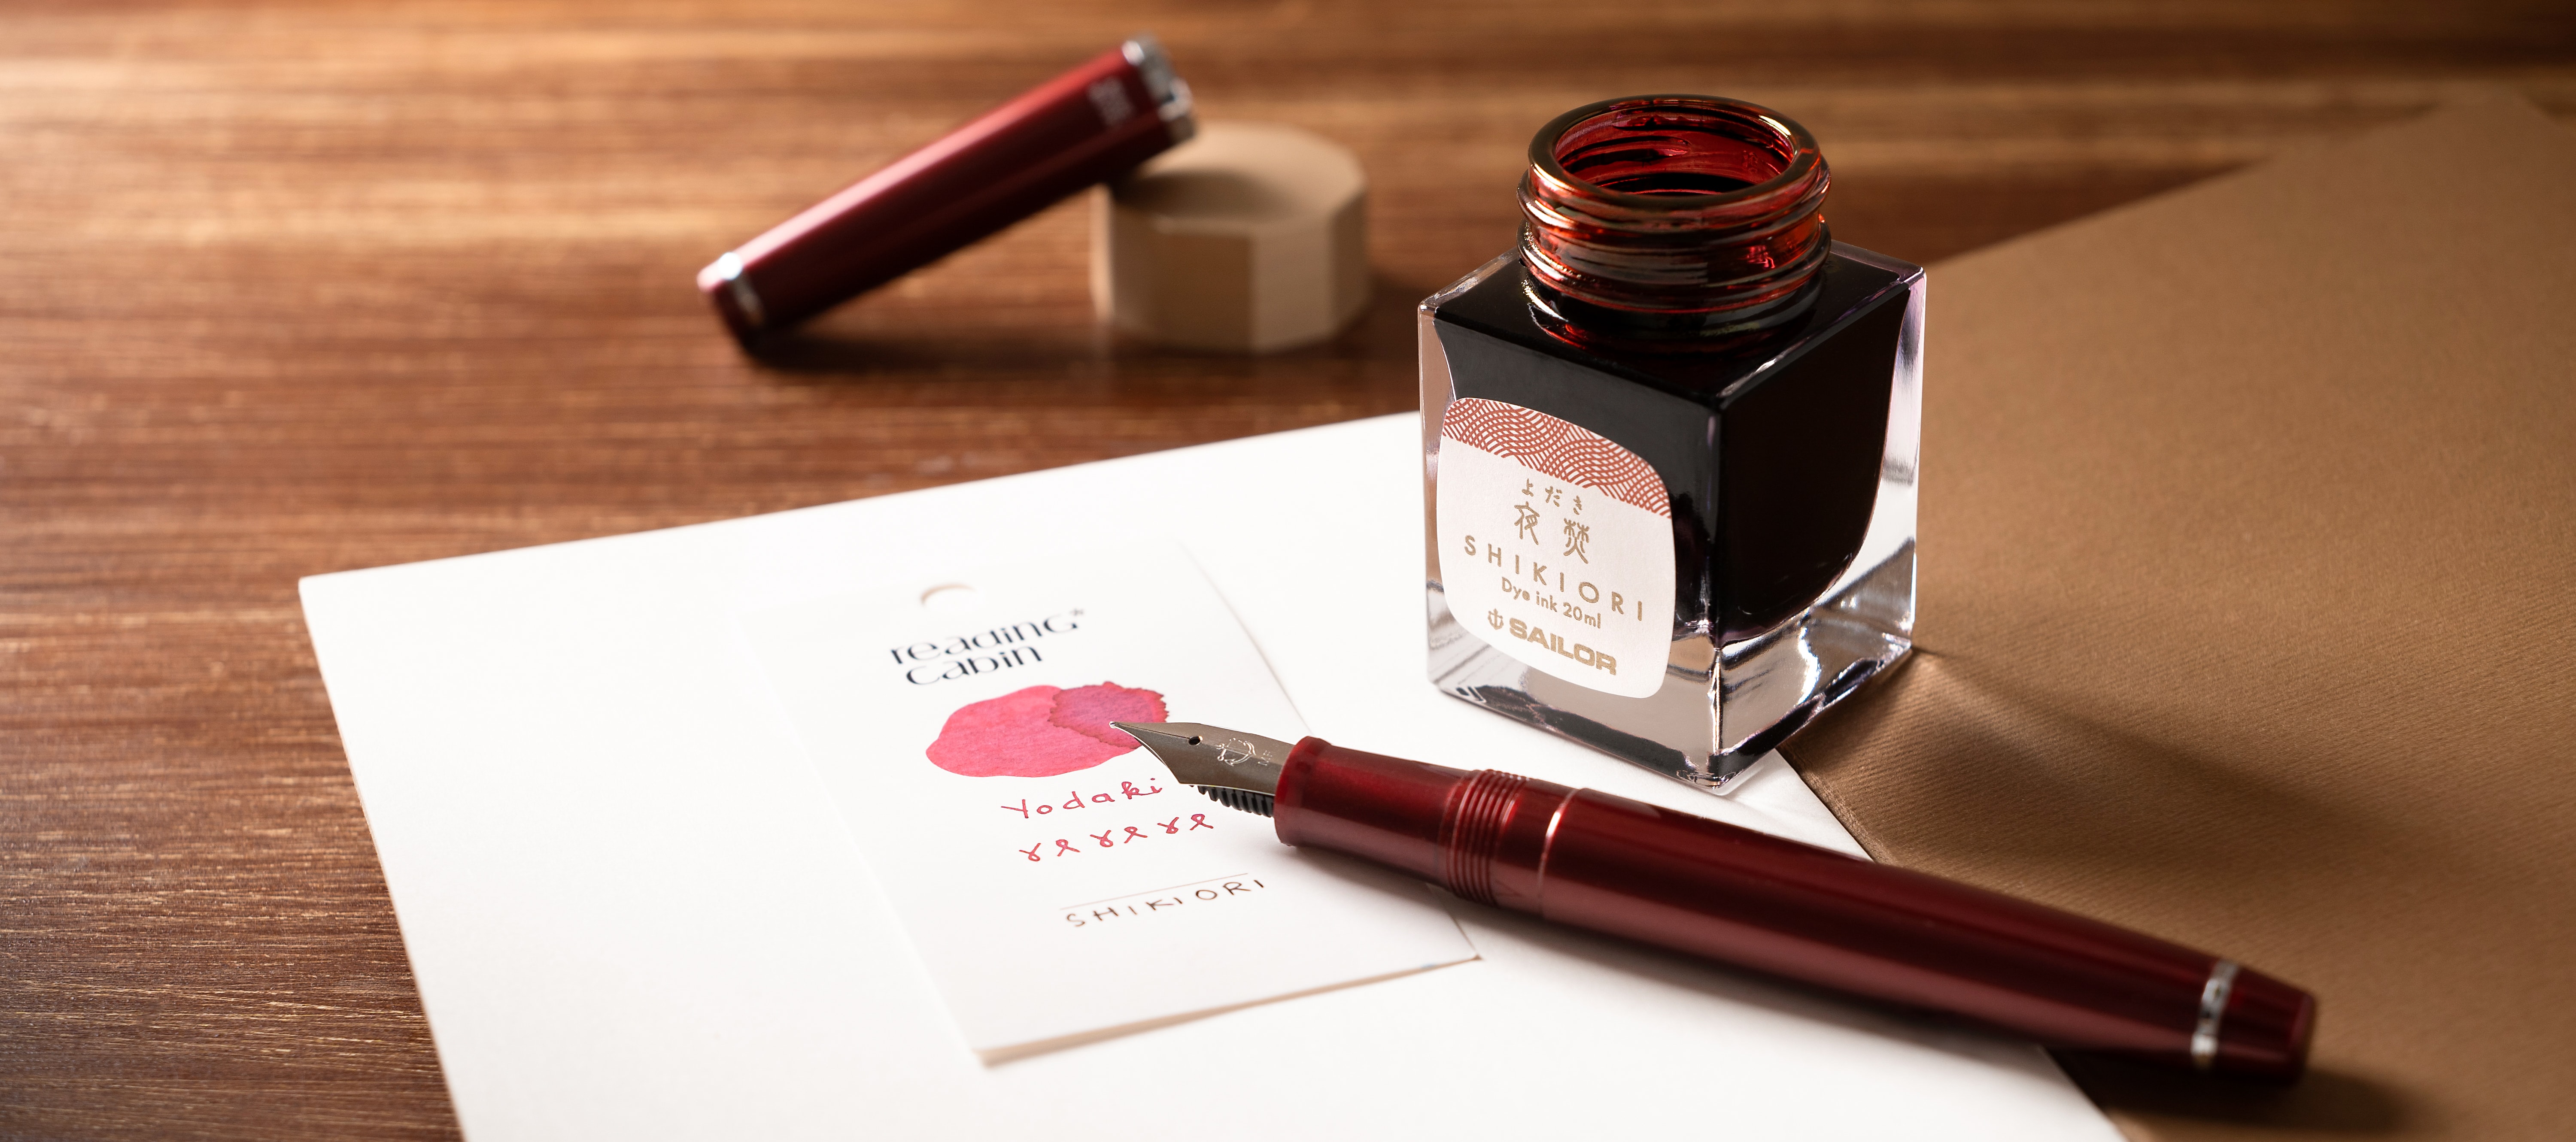 reading*
cabin
Yodaki
SHIKIORI
よだき
夜焚
SHIKIORI
Dye ink 20ml
SAILOR